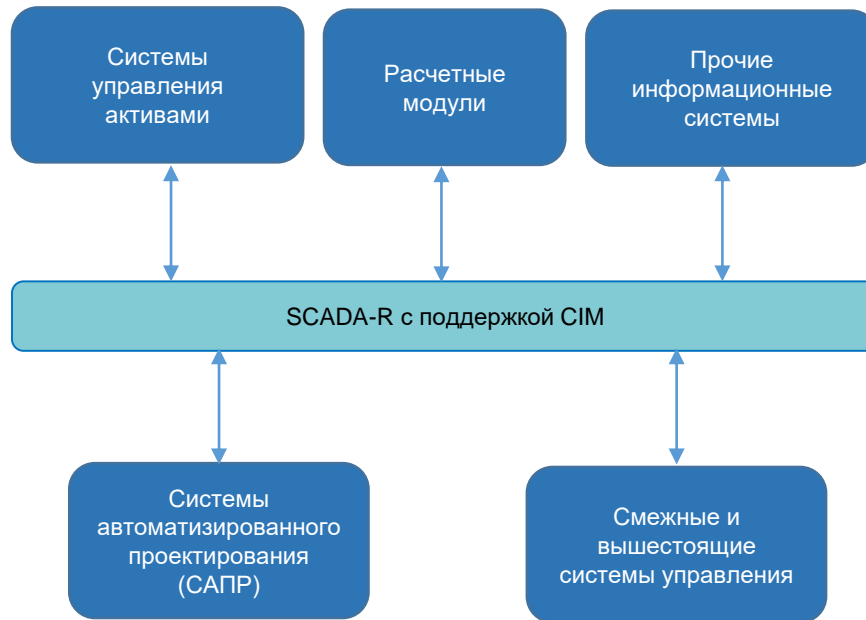 Системы
управления
активами
Расчетные
модули
Прочие
информационные
системы
SCADA-R с поддержкой CIM
Системы
автоматизированного
проектирования
(САПР)
Смежные и
вышестоящие
системы управления